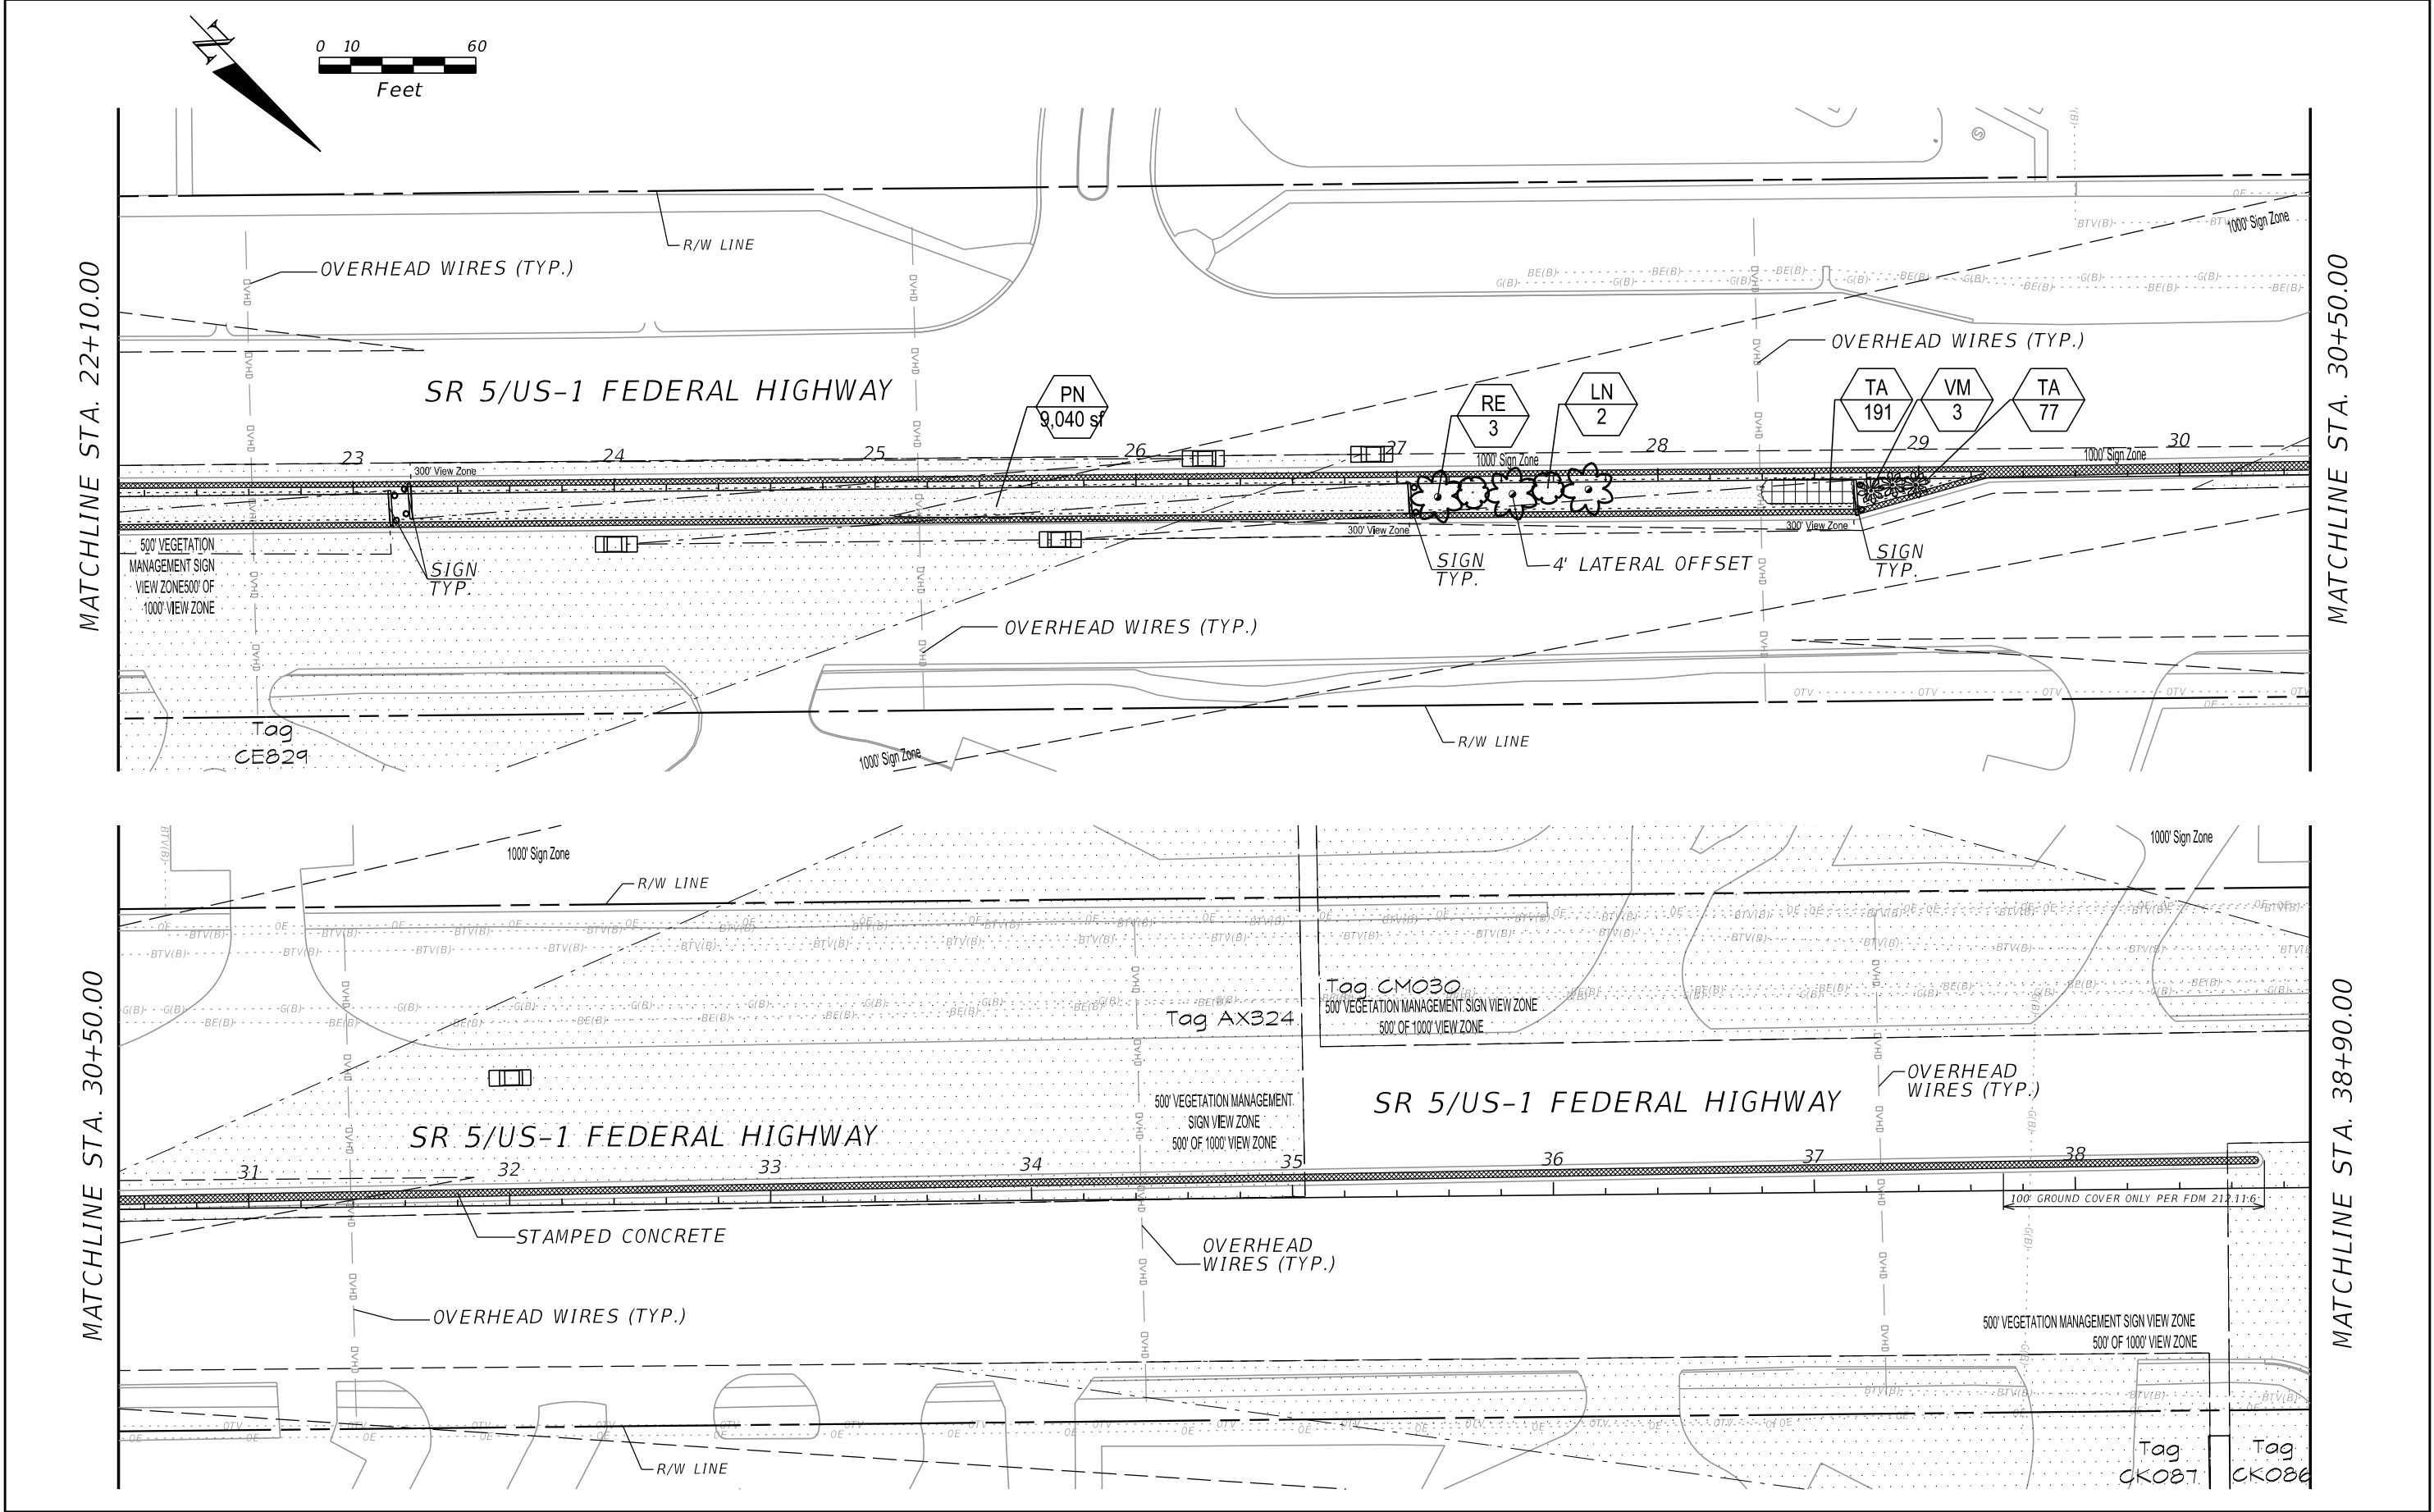 N
0 10 60
Feet
MATCHLINE STA. 22+10.00
MATCHLINE STA. 30+50.00
R/W LINE
OVERHEAD WIRES (TYP.)
1000' Sign Zone
OVERHEAD WIRES (TYP.)
SR 5/US-1 FEDERAL HIGHWAY
PN
9,040 sf
RE
3
LN
2
TA
191
VM
3
TA
77
23 24 25 26 27 28 29 30
300' View Zone
1000' Sign Zone
1000' Sign Zone
300' View Zone
300' View Zone
500' VEGETATION
MANAGEMENT SIGN
VIEW ZONE500' OF
1000' VIEW ZONE
SIGN
TYP.
SIGN
TYP.
4' LATERAL OFFSET
SIGN
TYP.
OVERHEAD WIRES (TYP.)
Tag
CE829
1000' Sign Zone
R/W LINE
OVHD
BE(B) G(B) BTV(B) OE OTV
MATCHLINE STA. 30+50.00
MATCHLINE STA. 38+90.00
1000' Sign Zone
1000' Sign Zone
R/W LINE
Tag CM030
500' VEGETATION MANAGEMENT SIGN VIEW ZONE
500' OF 1000' VIEW ZONE
Tag AX324
OVERHEAD
WIRES (TYP.)
500' VEGETATION MANAGEMENT
SIGN VIEW ZONE
500' OF 1000' VIEW ZONE
SR 5/US-1 FEDERAL HIGHWAY
SR 5/US-1 FEDERAL HIGHWAY
31 32 33 34 35 36 37 38
100' GROUND COVER ONLY PER FDM 212.11.6
STAMPED CONCRETE
OVERHEAD
WIRES (TYP.)
OVERHEAD WIRES (TYP.)
500' VEGETATION MANAGEMENT SIGN VIEW ZONE
500' OF 1000' VIEW ZONE
R/W LINE
Tag
CK087
Tag
CK086